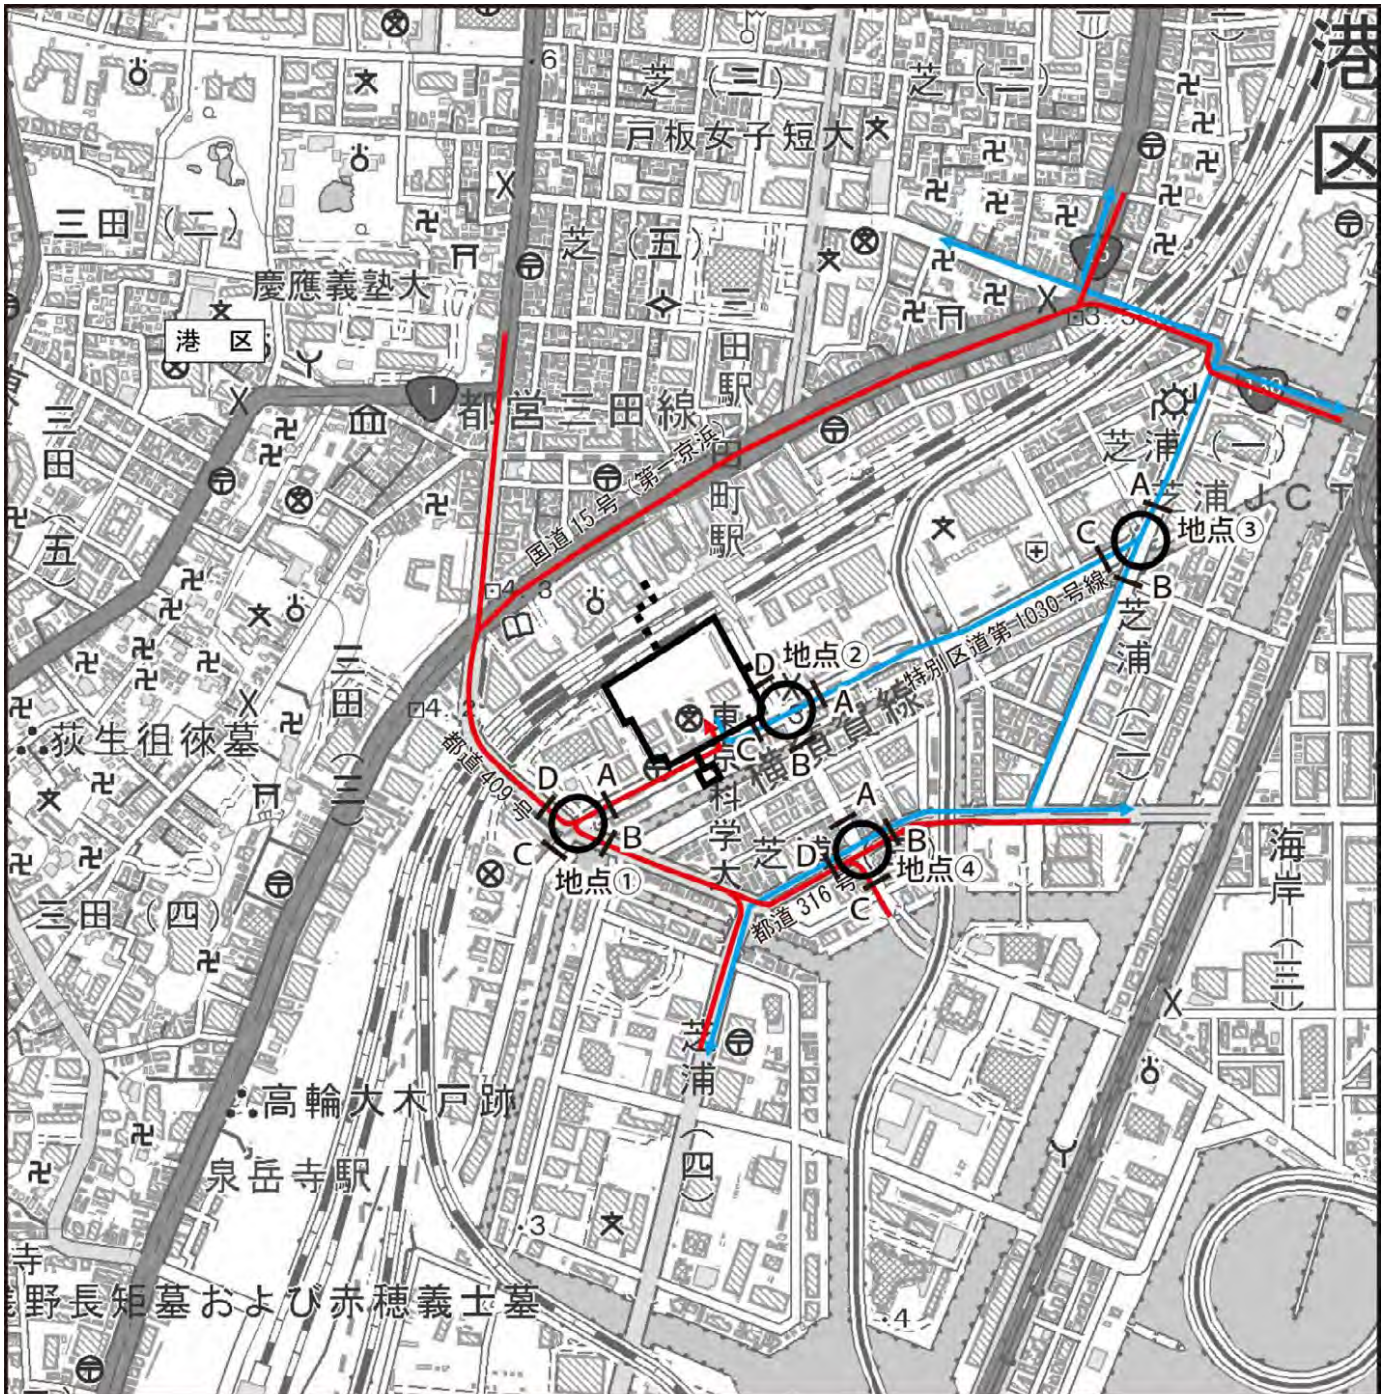 港区
芝(三)
芝(二)
戸板女子短大
三田(二)
芝(五)
慶應義塾大
港 区
三田駅
田町駅
都営三田線
1
国道15号(第一京浜)
芝浦(一)
芝浦JCT
三田(五)
A
C
地点③
B
特別区道第1030号線
芝浦(二)
D
地点②
A
C
B
横須賀線
東京科学大
荻生徂徠墓
三田(三)
都道409号
D
A
B
C
地点①
A
B
D
地点④
C
芝浦
都道316号
海岸(三)
三田(四)
芝浦(四)
高輪大木戸跡
泉岳寺駅
寺
野長矩墓および赤穂義士墓